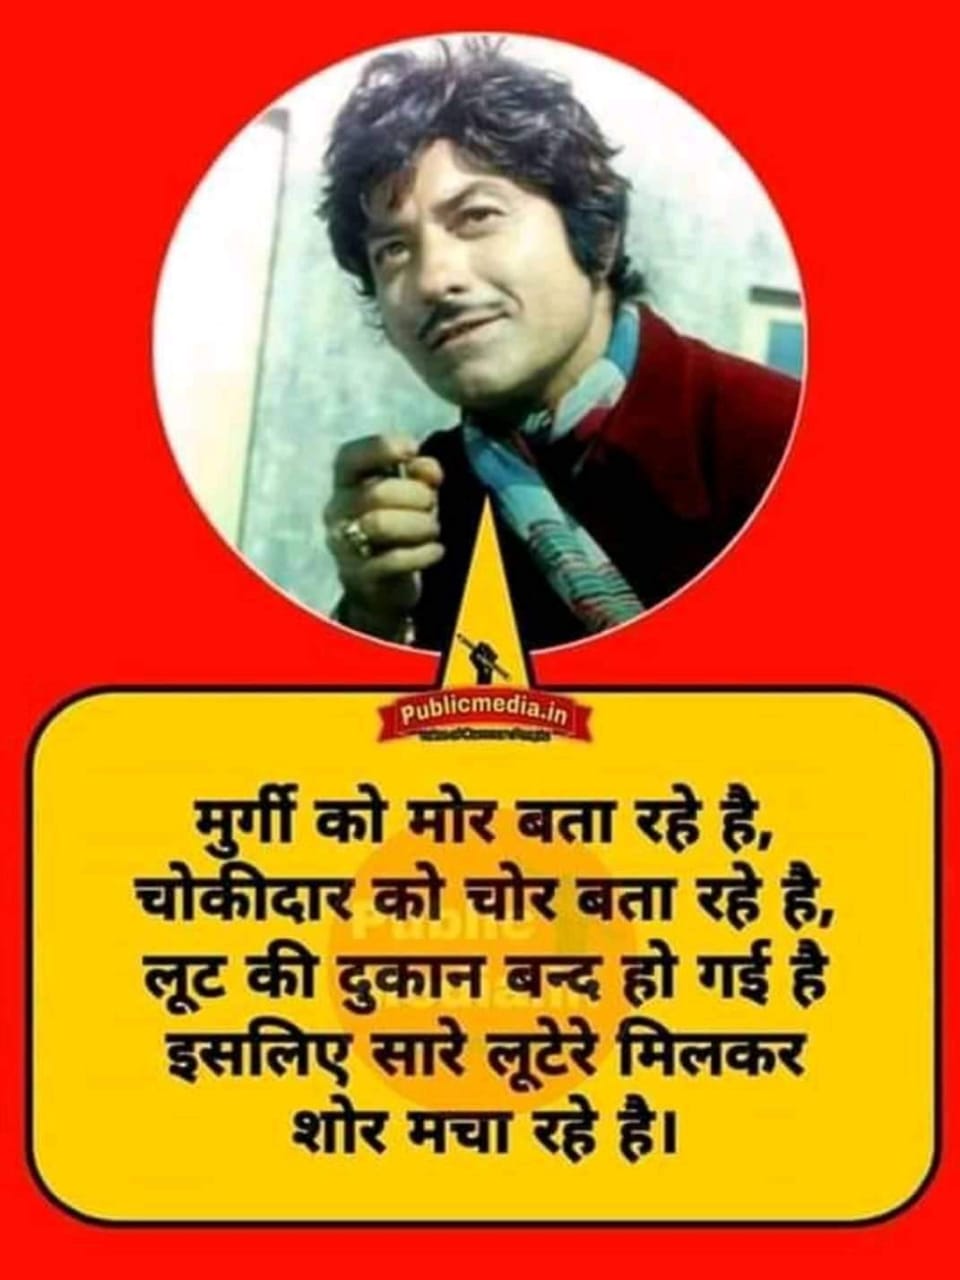 Publicmedia.in
मुर्गी को मोर बता रहे है,
चोकीदार को चोर बता रहे है,
लूट की दुकान बन्द हो गई है
इसलिए सारे लूटेरे मिलकर
शोर मचा रहे है।